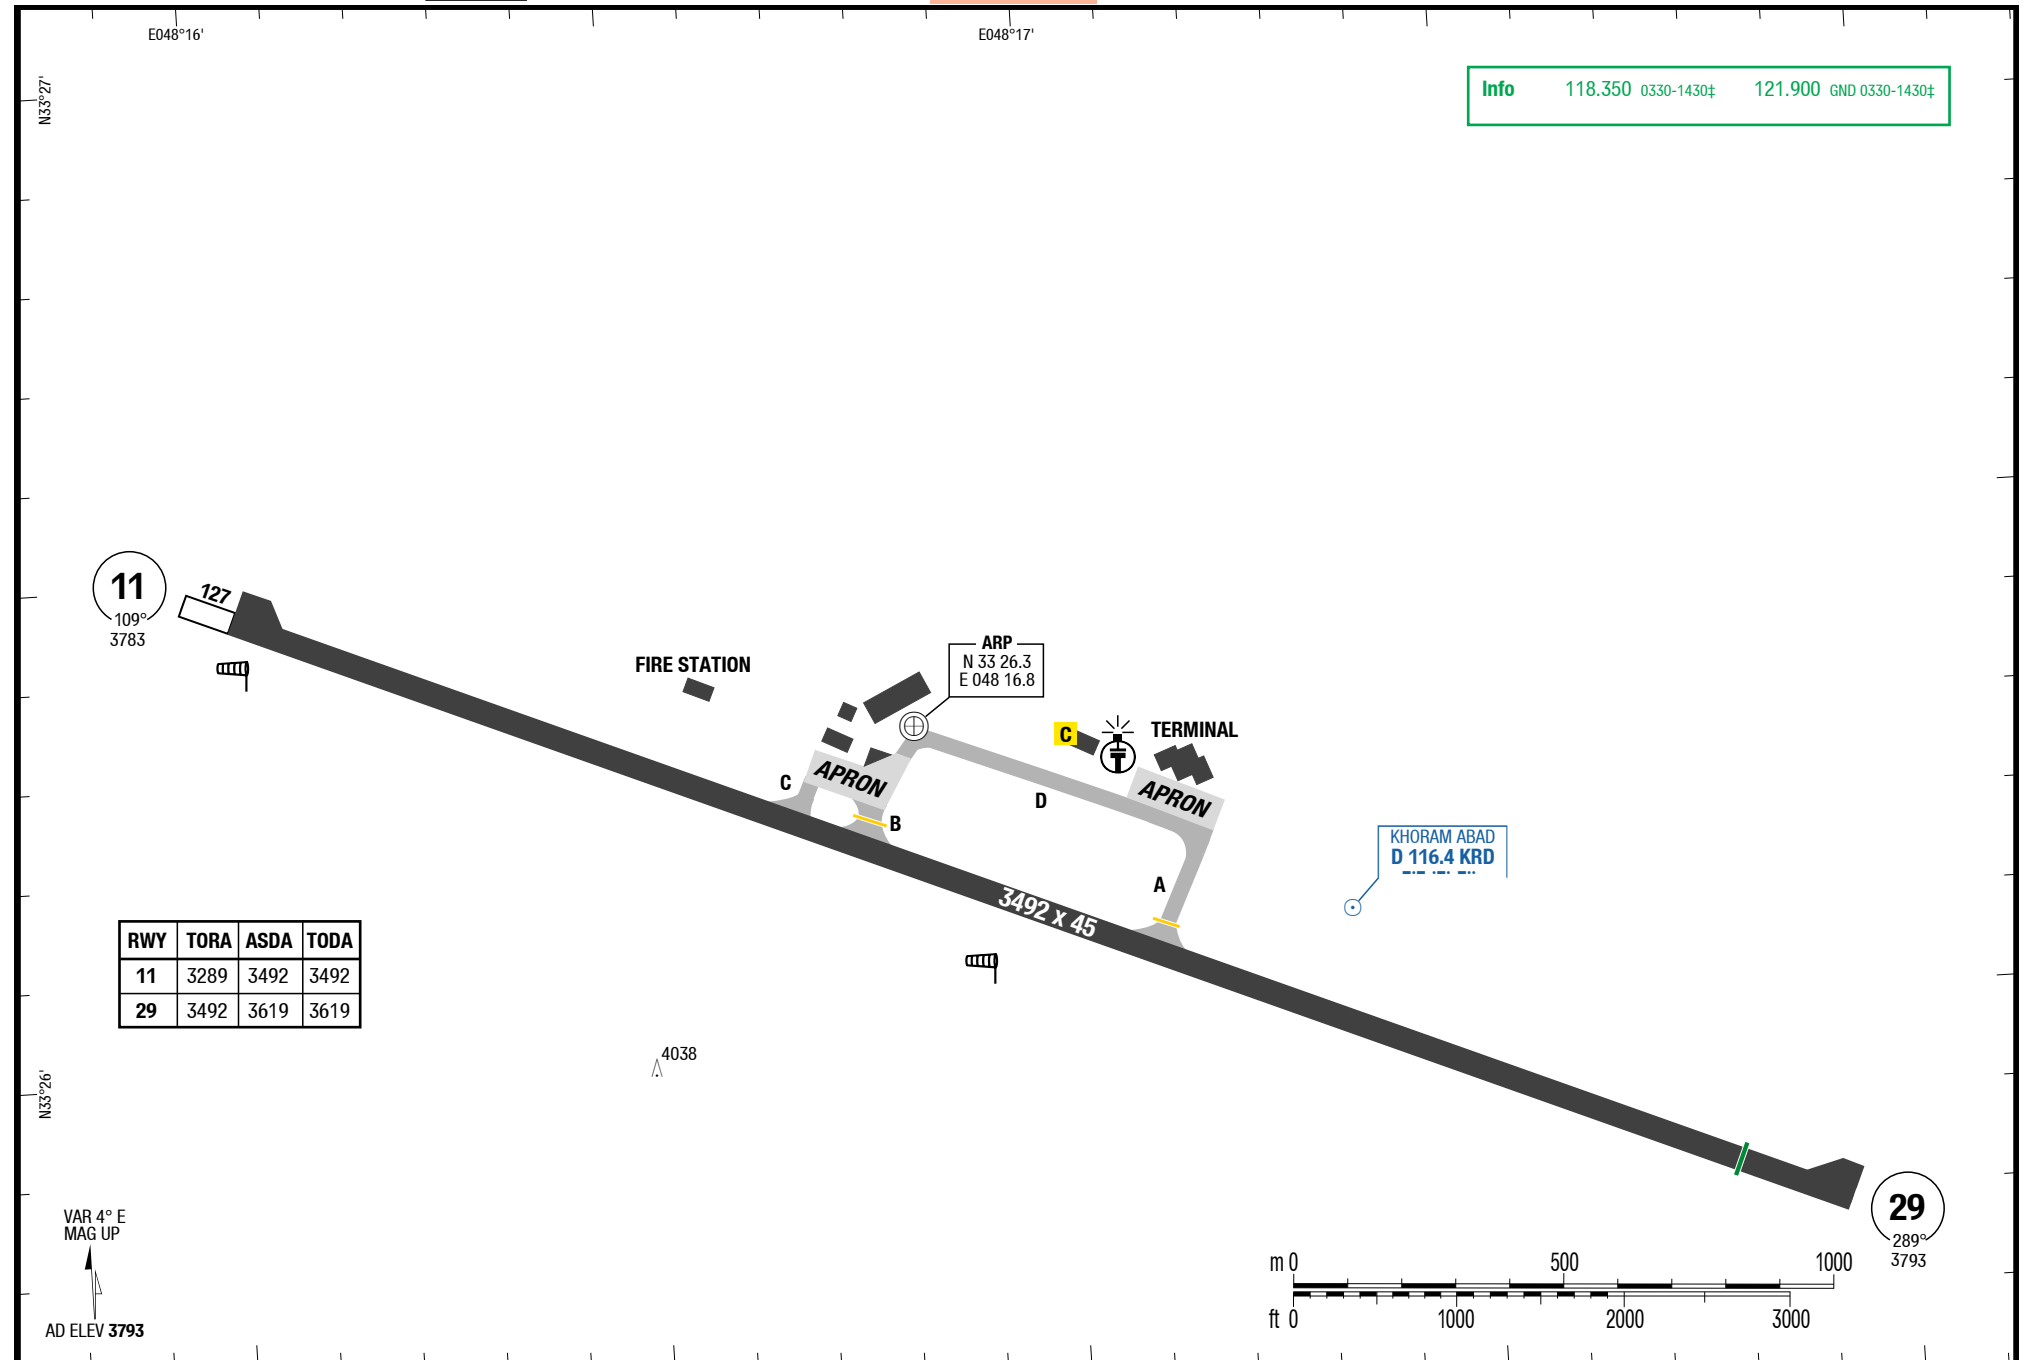 E048°16'
E048°17'
N33°27'
Info 118.350 0330-1430‡ 121.900 GND 0330-1430‡
11
109°
3783
127
FIRE STATION
ARP
N 33 26.3
E 048 16.8
C
TERMINAL
C
APRON
D
APRON
B
KHORAM ABAD
D 116.4 KRD
A
3492 x 45
RWY TORA ASDA TODA
11 3289 3492 3492
29 3492 3619 3619
4038
N33°26'
29
289°
3793
VAR 4° E
MAG UP
AD ELEV 3793
m 0 500 1000
ft 0 1000 2000 3000